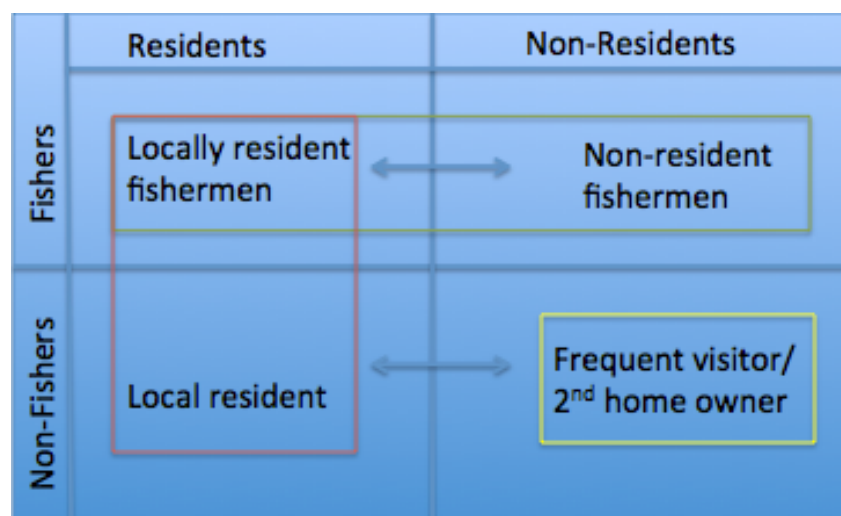 Residents
Non-Residents
Fishers
Locally resident
fishermen
Non-resident
fishermen
Non-Fishers
Local resident
Frequent visitor/
2nd home owner